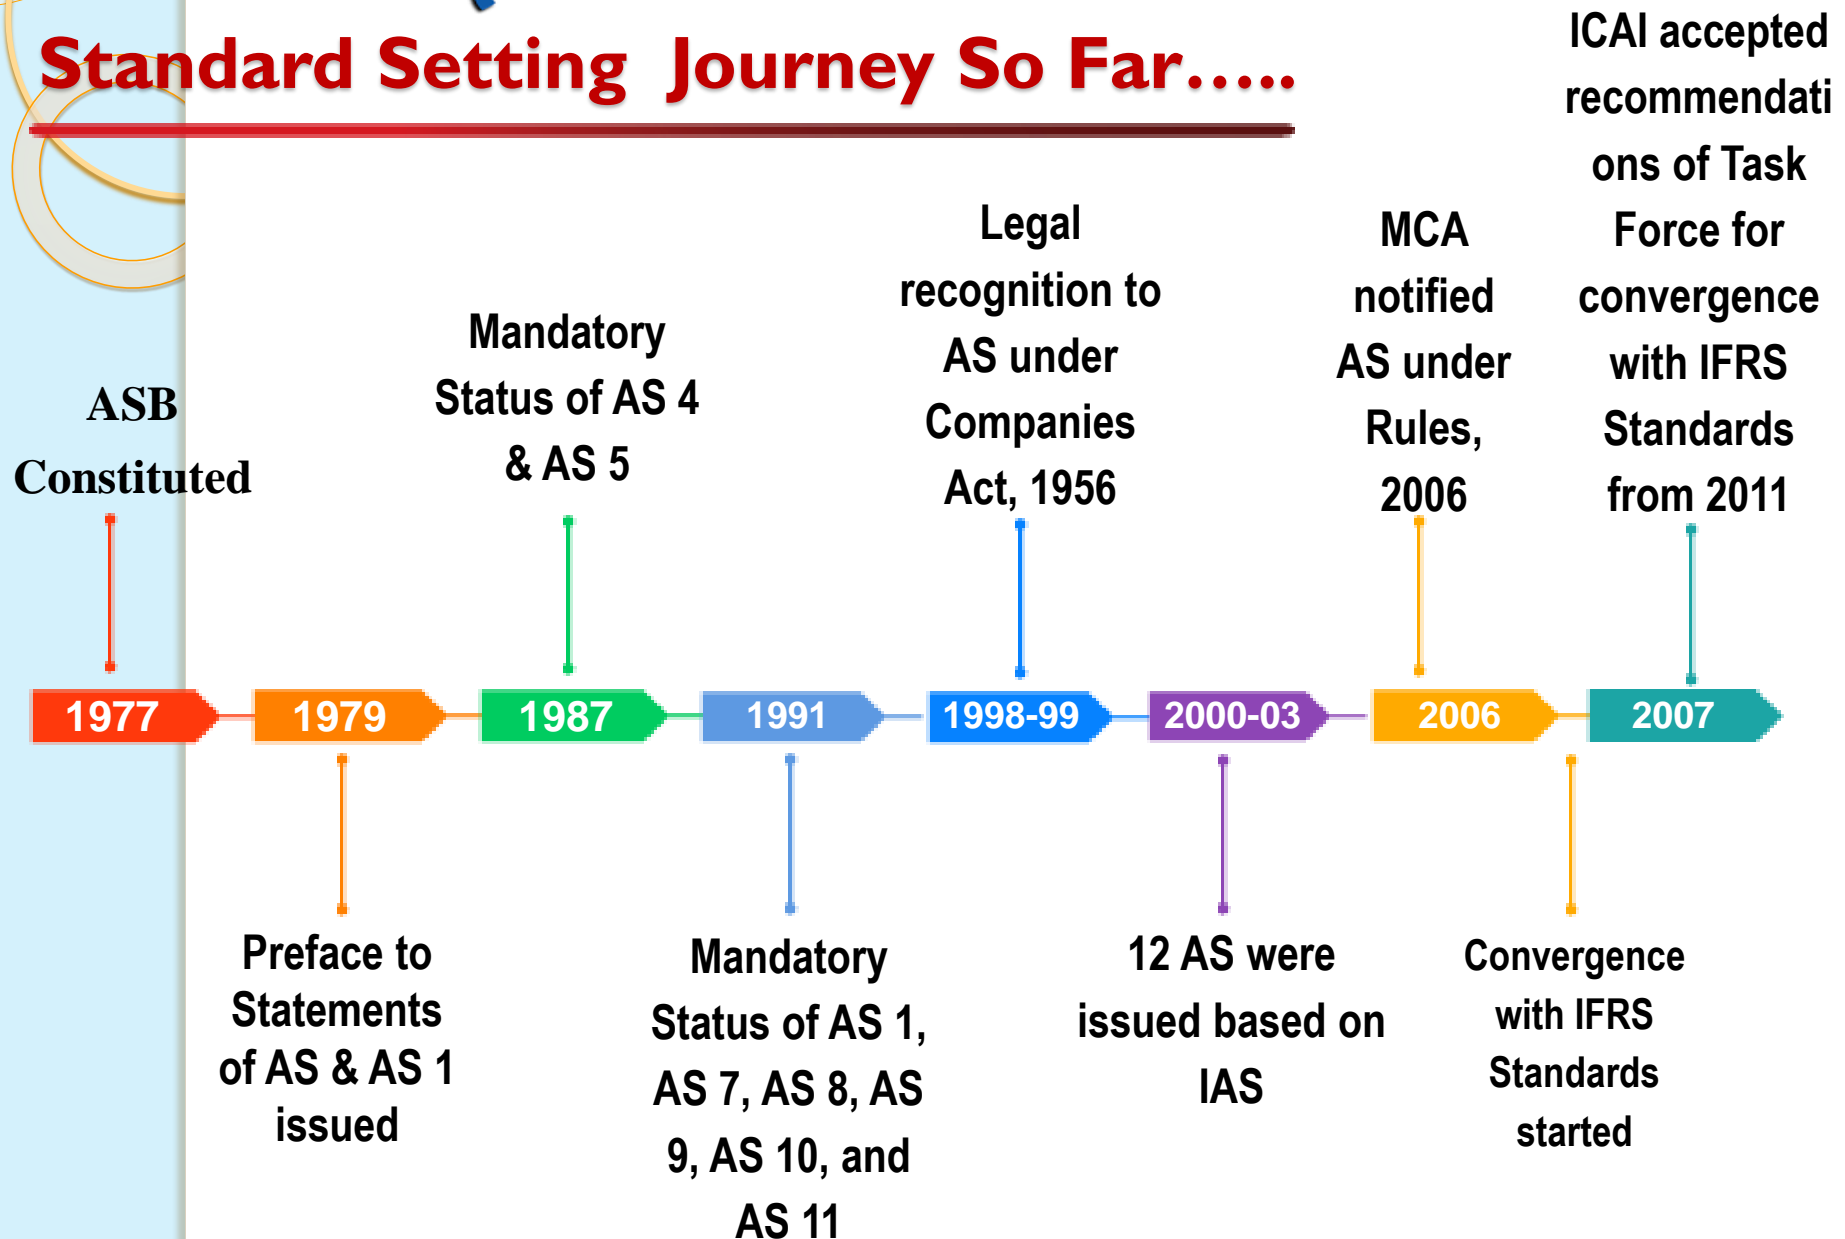 Standard Setting Journey So Far.....
ASB
Constituted
Mandatory
Status of AS 4
& AS 5
Legal
recognition to
AS under
Companies
Act, 1956
MCA
notified
AS under
Rules,
2006
ICAI accepted
recommendati
ons of Task
Force for
convergence
with IFRS
Standards
from 2011
1977
1979
1987
1991
1998-99
2000-03
2006
2007
Preface to
Statements
of AS & AS 1
issued
Mandatory
Status of AS 1,
AS 7, AS 8, AS
9, AS 10, and
AS 11
12 AS were
issued based on
IAS
Convergence
with IFRS
Standards
started